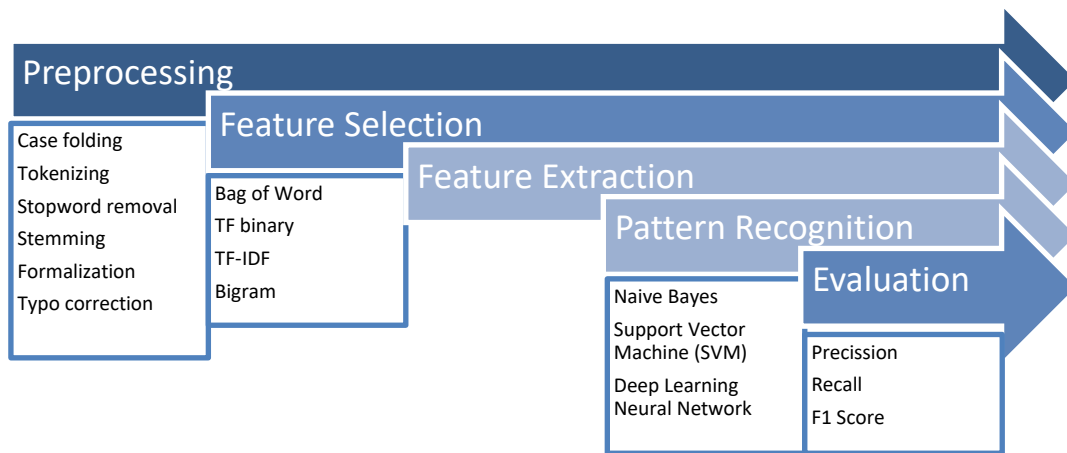 Preprocessing
Case folding
Tokenizing
Stopword removal
Stemming
Formalization
Typo correction
Feature Selection
Bag of Word
TF binary
TF-IDF
Bigram
Feature Extraction
Pattern Recognition
Naive Bayes
Support Vector
Machine (SVM)
Deep Learning
Neural Network
Evaluation
Precission
Recall
F1 Score